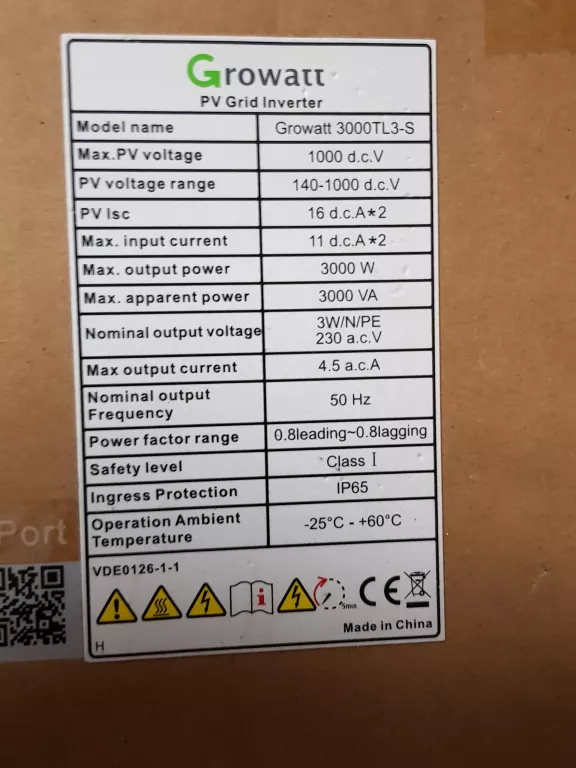 Growatt
PV Grid Inverter
Model name Growatt 3000TL3-S
Max.PV voltage 1000 d.c.V
PV voltage range 140-1000 d.c.V
PV Isc 16 d.c.A*2
Max. input current 11 d.c.A*2
Max. output power 3000 W
Max. apparent power 3000 VA
Nominal output voltage 3W/N/PE
230 a.c.V
Max output current 4.5 a.c.A
Nominal output
Frequency 50 Hz
Power factor range 0.8leading~0.8lagging
Safety level Class I
Ingress Protection IP65
Operation Ambient
Temperature -25°C - +60°C
VDE0126-1-1
i
5min
CE
Made in China
H
Port